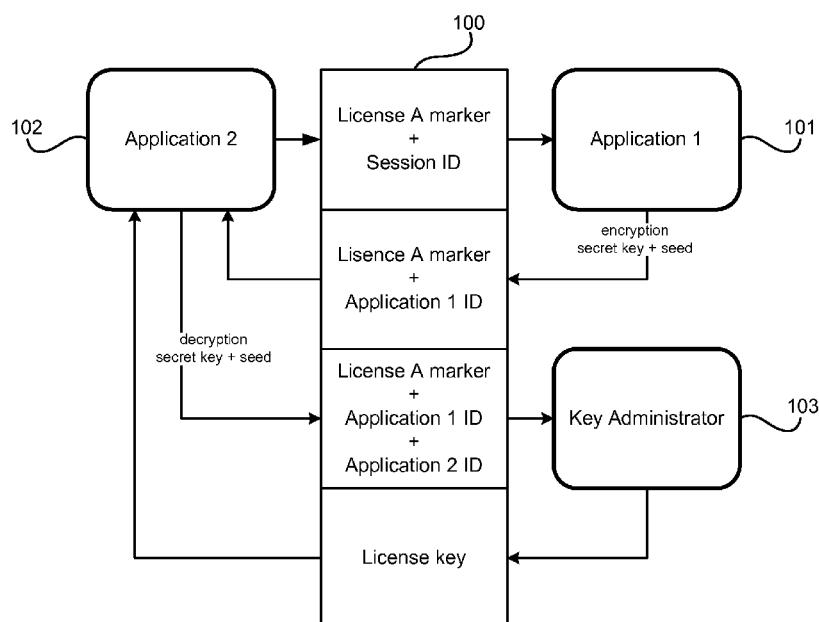 100
102
Application 2
License A marker
+
Session ID
Application 1
101
encryption
secret key + seed
Lisence A marker
+
Application 1 ID
decryption
secret key + seed
License A marker
+
Application 1 ID
+
Application 2 ID
Key Administrator
103
License key